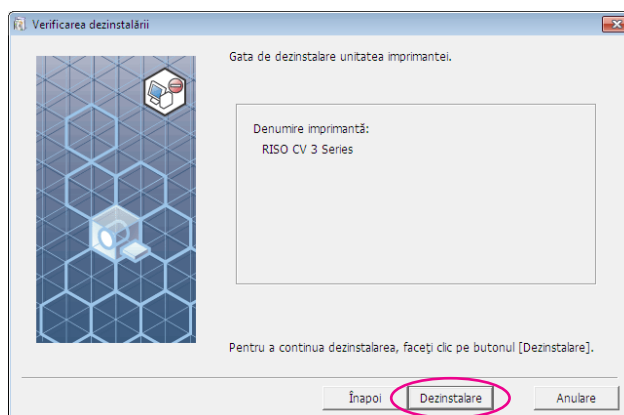 Verificarea dezinstalării
Gata de dezinstalare unitatea imprimantei.
Denumire imprimantă:
RISO CV 3 Series
Pentru a continua dezinstalarea, faceţi clic pe butonul [Dezinstalare].
Înapoi
Dezinstalare
Anulare